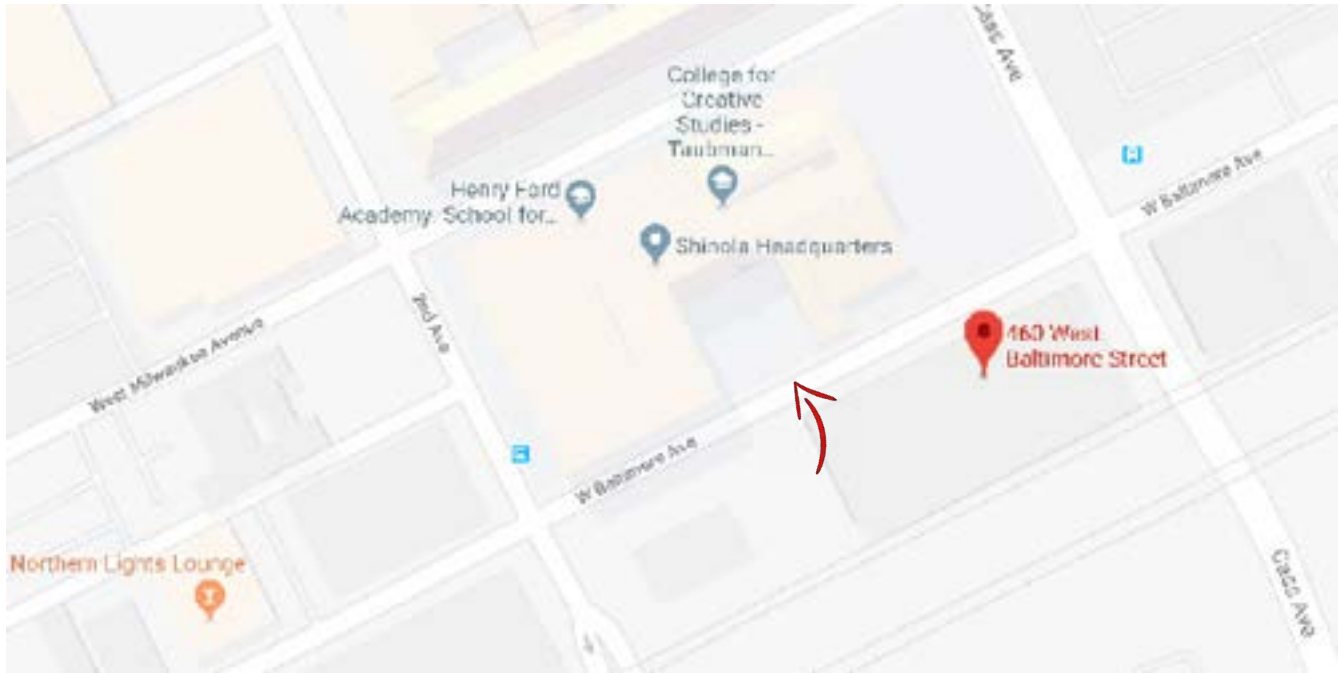 Cass Ave
College for
Creative
Studies -
Taubman...
W Baltimore Ave
Henry Ford
Academy: School for...
Shinola Headquarters
2nd Ave
West Milwaukee Avenue
460 West
Baltimore Street
W Baltimore Ave
Northern Lights Lounge
Cass Ave